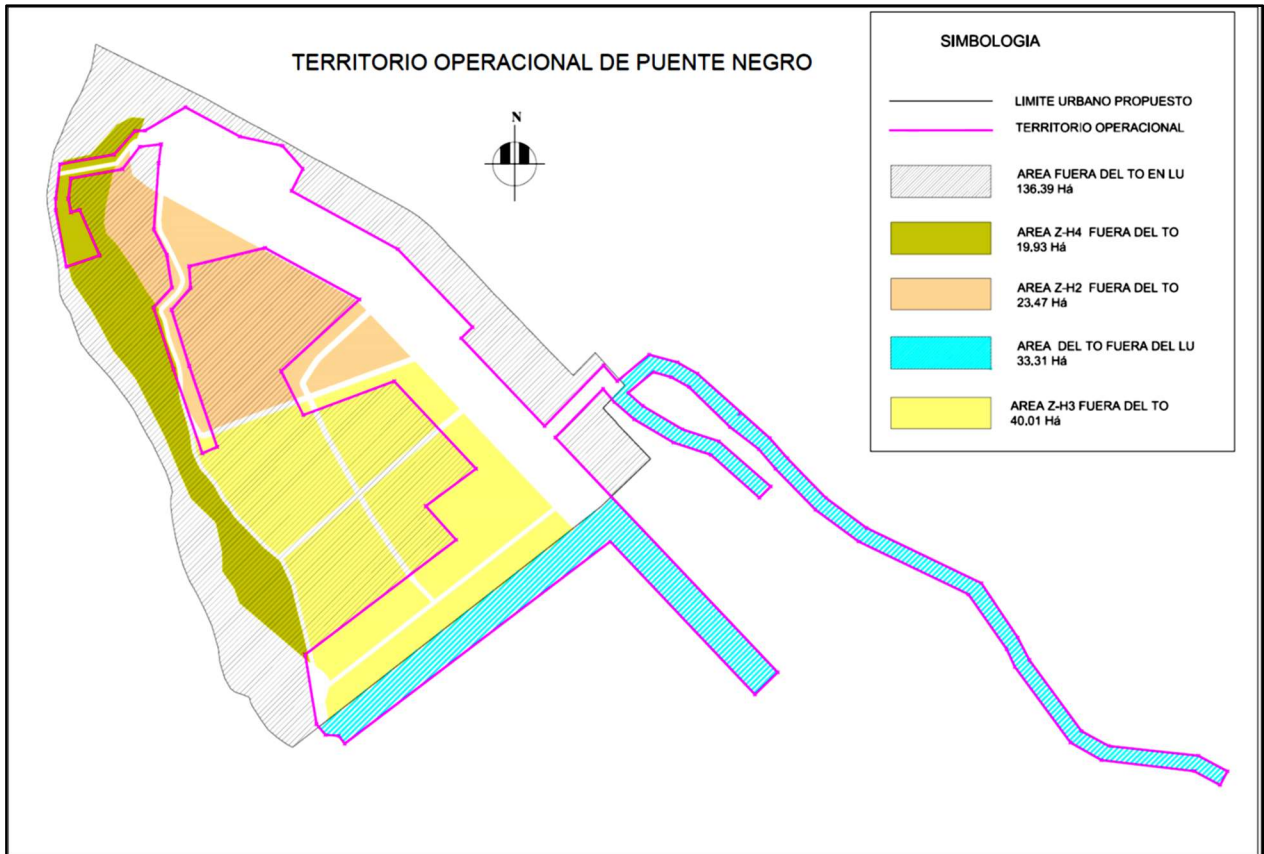 TERRITORIO OPERACIONAL DE PUENTE NEGRO
N
SIMBOLOGIA
LIMITE URBANO PROPUESTO
TERRITORIO OPERACIONAL
AREA FUERA DEL TO EN LU
136.39 Há
AREA Z-H4 FUERA DEL TO
19.93 Há
AREA Z-H2 FUERA DEL TO
23.47 Há
AREA DEL TO FUERA DEL LU
33.31 Há
AREA Z-H3 FUERA DEL TO
40.01 Há